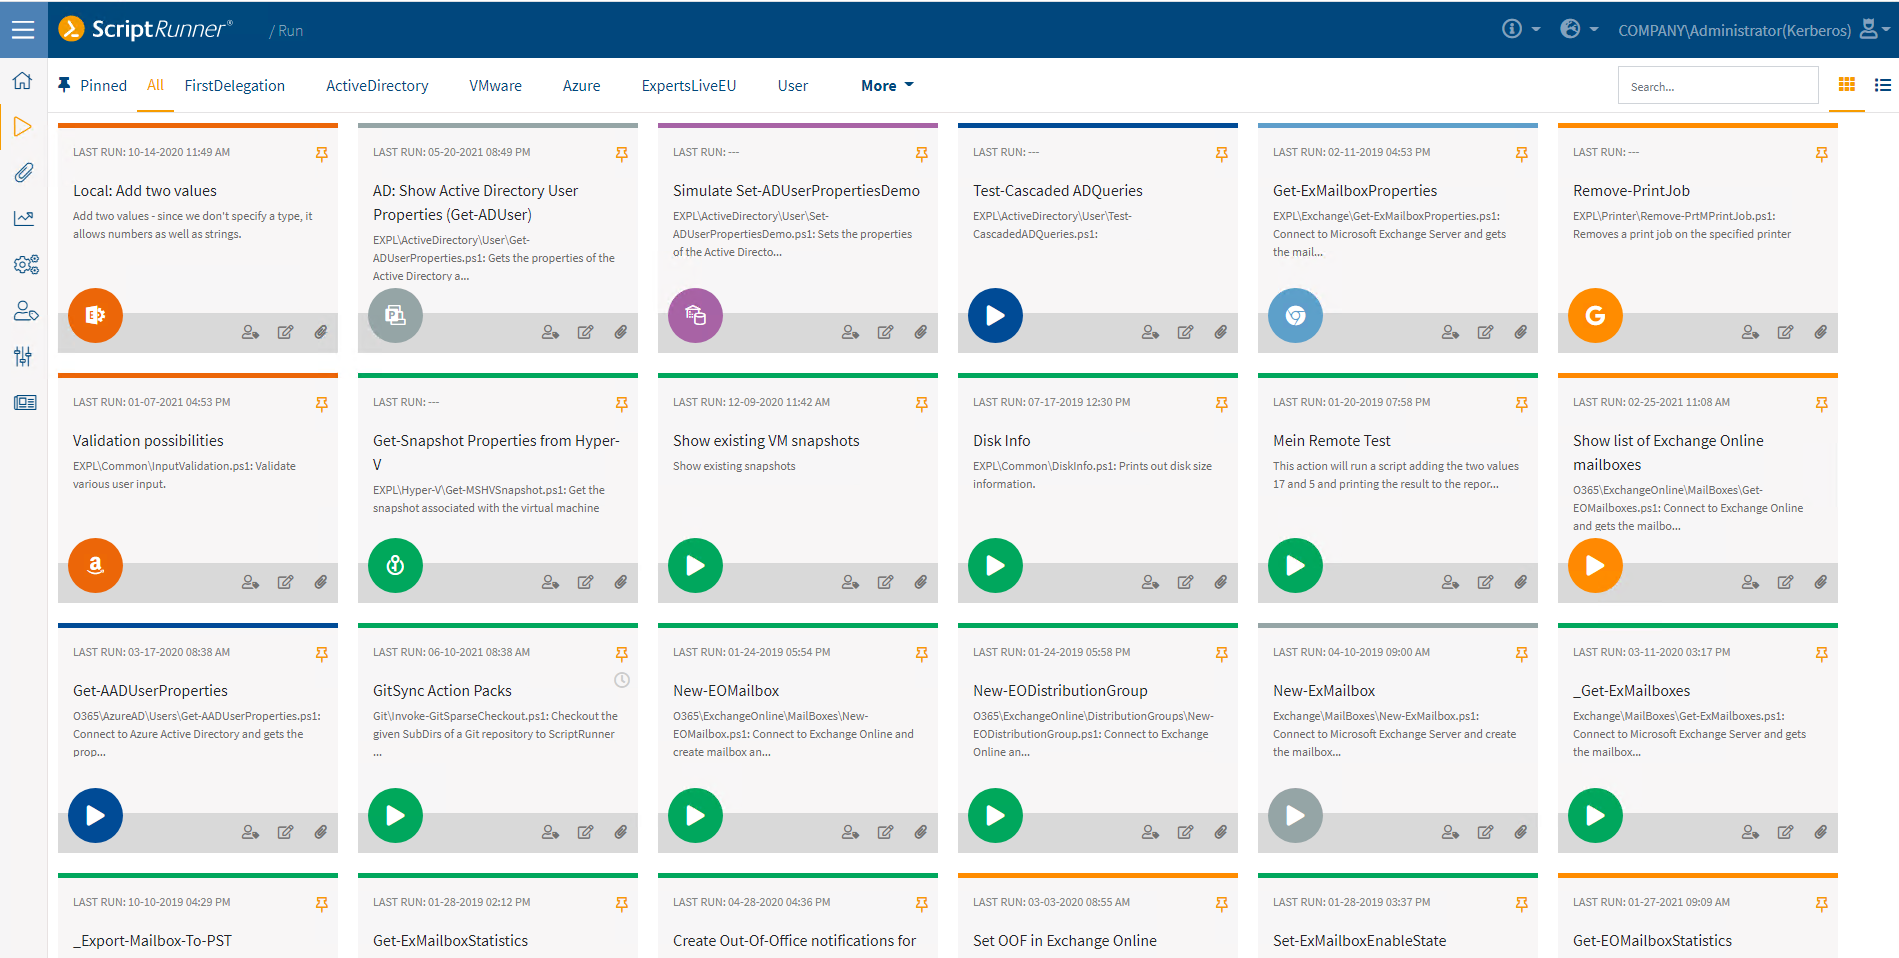 ScriptRunner® / Run COMPANY\Administrator(Kerberos)
Pinned All FirstDelegation ActiveDirectory VMware Azure ExpertsLiveEU User More Search...
LAST RUN: 10-14-2020 11:49 AM
Local: Add two values
Add two values - since we don't specify a type, it
allows numbers as well as strings.
LAST RUN: 05-20-2021 08:49 PM
AD: Show Active Directory User
Properties (Get-ADUser)
EXPL\ActiveDirectory\User\Get-
ADUserProperties.ps1: Gets the properties of the
Active Directory a...
LAST RUN: ---
Simulate Set-ADUserPropertiesDemo
EXPL\ActiveDirectory\User\Set-
ADUserPropertiesDemo.ps1: Sets the properties
of the Active Directo...
LAST RUN: ---
Test-Cascaded ADQueries
EXPL\ActiveDirectory\User\Test-
CascadedADQueries.ps1:
LAST RUN: 02-11-2019 04:53 PM
Get-ExMailboxProperties
EXPL\Exchange\Get-ExMailboxProperties.ps1:
Connect to Microsoft Exchange Server and gets
the mail...
LAST RUN: ---
Remove-PrintJob
EXPL\Printer\Remove-PrtMPrintJob.ps1:
Removes a print job on the specified printer
LAST RUN: 01-07-2021 04:53 PM
Validation possibilities
EXPL\Common\InputValidation.ps1: Validate
various user input.
LAST RUN: ---
Get-Snapshot Properties from Hyper-
V
EXPL\Hyper-V\Get-MSHVSnapshot.ps1: Get the
snapshot associated with the virtual machine
LAST RUN: 12-09-2020 11:42 AM
Show existing VM snapshots
Show existing snapshots
LAST RUN: 07-17-2019 12:30 PM
Disk Info
EXPL\Common\DiskInfo.ps1: Prints out disk size
information.
LAST RUN: 01-20-2019 07:58 PM
Mein Remote Test
This action will run a script adding the two values
17 and 5 and printing the result to the repor...
LAST RUN: 02-25-2021 11:08 AM
Show list of Exchange Online
mailboxes
O365\ExchangeOnline\MailBoxes\Get-
EOMailboxes.ps1: Connect to Exchange Online
and gets the mailbo...
LAST RUN: 03-17-2020 08:38 AM
Get-AADUserProperties
O365\AzureAD\Users\Get-AADUserProperties.ps1:
Connect to Azure Active Directory and gets the
prop...
LAST RUN: 06-10-2021 08:38 AM
GitSync Action Packs
Git\Invoke-GitSparseCheckout.ps1: Checkout the
given SubDirs of a Git repository to ScriptRunner
...
LAST RUN: 01-24-2019 05:54 PM
New-EOMailbox
O365\ExchangeOnline\MailBoxes\New-
EOMailbox.ps1: Connect to Exchange Online and
create mailbox an...
LAST RUN: 01-24-2019 05:58 PM
New-EODistributionGroup
O365\ExchangeOnline\DistributionGroups\New-
EODistributionGroup.ps1: Connect to Exchange
Online an...
LAST RUN: 04-10-2019 09:00 AM
New-ExMailbox
Exchange\MailBoxes\New-ExMailbox.ps1:
Connect to Microsoft Exchange Server and create
the mailbox...
LAST RUN: 03-11-2020 03:17 PM
_Get-ExMailboxes
Exchange\MailBoxes\Get-ExMailboxes.ps1:
Connect to Microsoft Exchange Server and gets
the mailbox...
LAST RUN: 10-10-2019 04:29 PM
_Export-Mailbox-To-PST
LAST RUN: 01-28-2019 02:12 PM
Get-ExMailboxStatistics
LAST RUN: 04-28-2020 04:36 PM
Create Out-Of-Office notifications for
LAST RUN: 03-03-2020 08:55 AM
Set OOF in Exchange Online
LAST RUN: 01-28-2019 03:37 PM
Set-ExMailboxEnableState
LAST RUN: 01-27-2021 09:09 AM
Get-EOMailboxStatistics